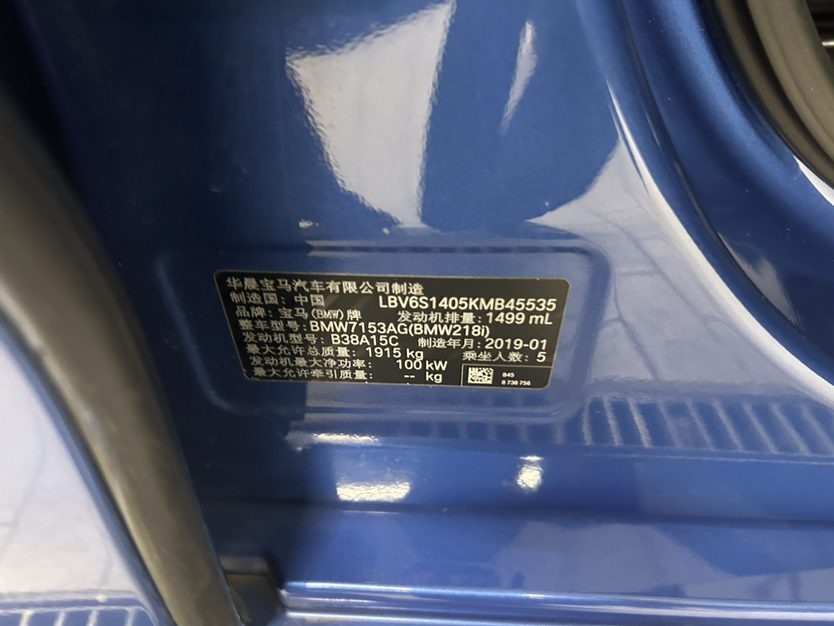 华晨宝马汽车有限公司制造
制造国: 中国 LBV6S1405KMB45535
品牌: 宝马(BMW)牌 发动机排量: 1499 mL
整车型号: BMW7153AG(BMW218i)
发动机型号: B38A15C 制造年月: 2019-01
最大允许总质量: 1915 kg 乘坐人数: 5
发动机最大净功率: 100 kW
最大允许牵引质量: -- kg
B45
8 738 756